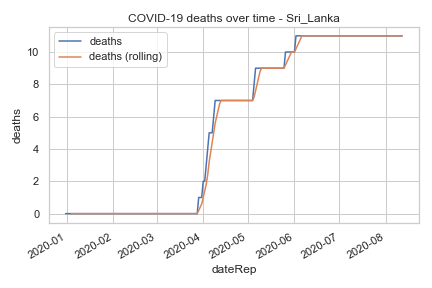 COVID-19 deaths over time - Sri_Lanka
deaths
deaths (rolling)
10
8
6
4
2
0
deaths
2020-01
2020-02
2020-03
2020-04
2020-05
2020-06
2020-07
2020-08
dateRep